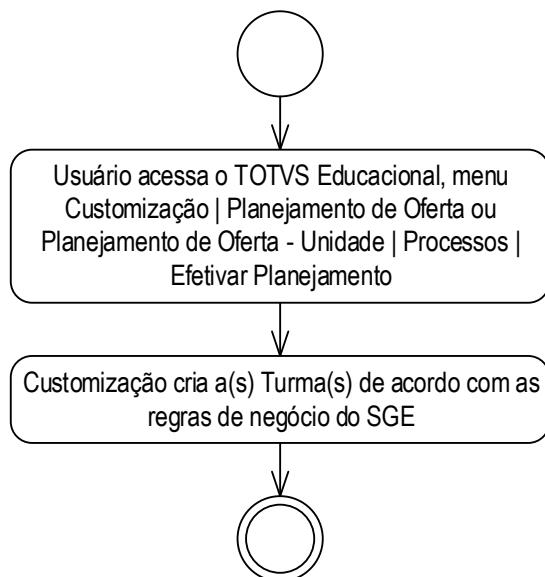 Usuário acessa o TOTVS Educacional, menu
Customização | Planejamento de Oferta ou
Planejamento de Oferta - Unidade | Processos |
Efetivar Planejamento
Customização cria a(s) Turma(s) de acordo com as
regras de negócio do SGE